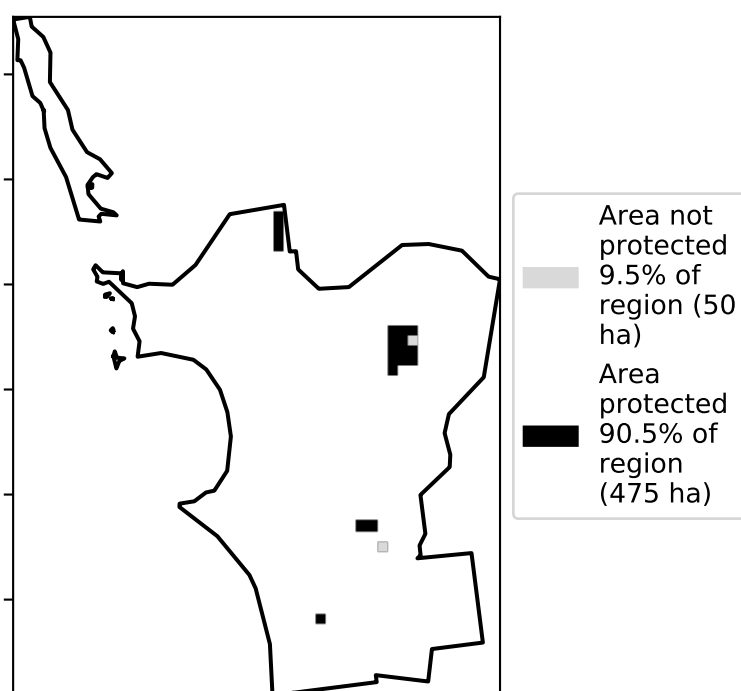 Area not
protected
9.5% of
region (50
ha)
Area
protected
90.5% of
region
(475 ha)